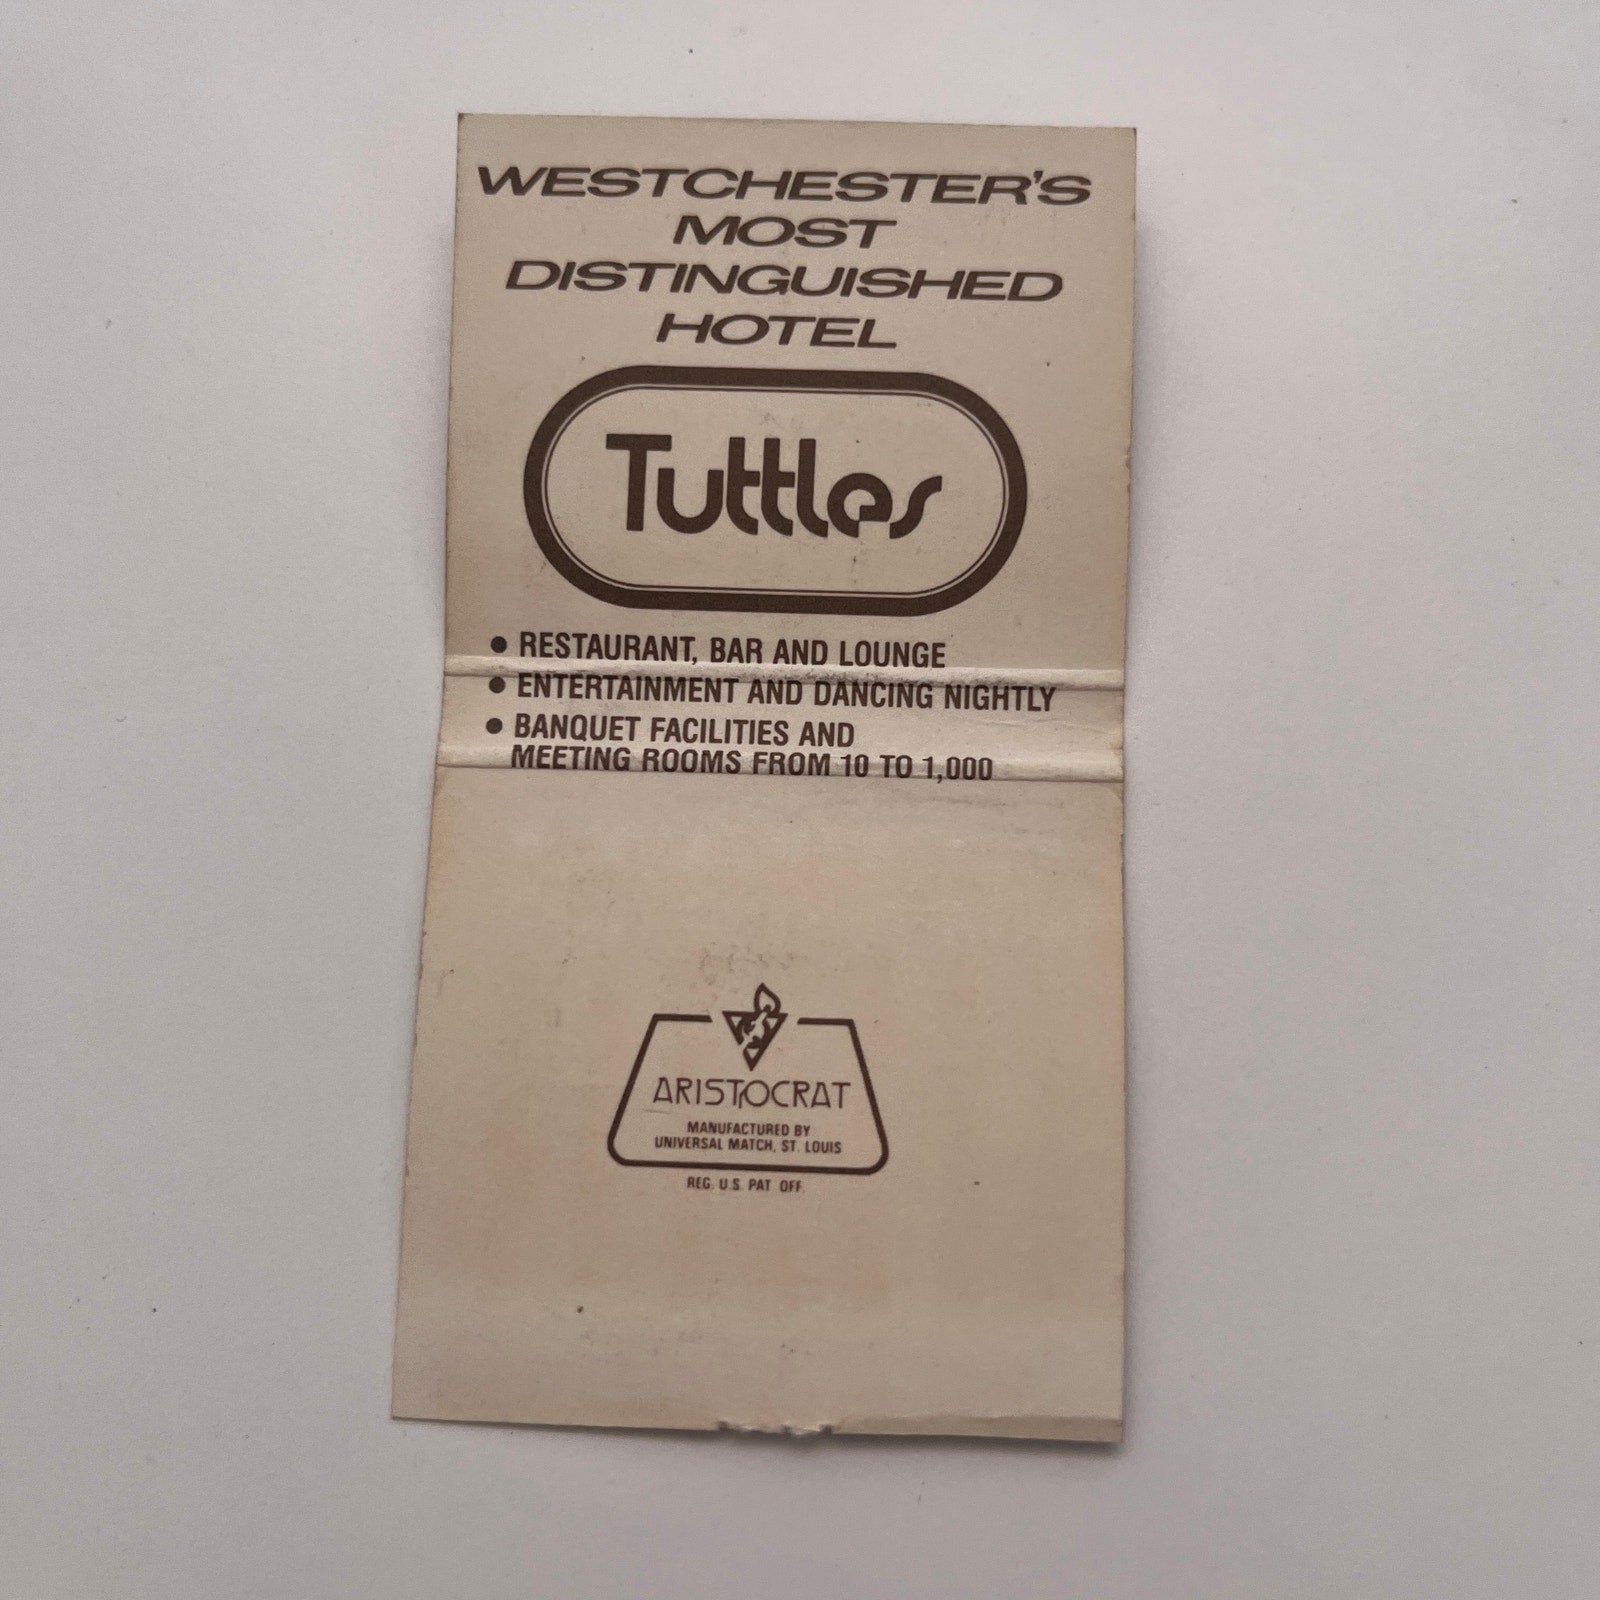 WESTCHESTER'S
MOST
DISTINGUISHED
HOTEL
Tuttles
• RESTAURANT, BAR AND LOUNGE
• ENTERTAINMENT AND DANCING NIGHTLY
• BANQUET FACILITIES AND
MEETING ROOMS FROM 10 TO 1,000
ARISTOCRAT
MANUFACTURED BY
UNIVERSAL MATCH, ST. LOUIS
REG. U.S. PAT. OFF.